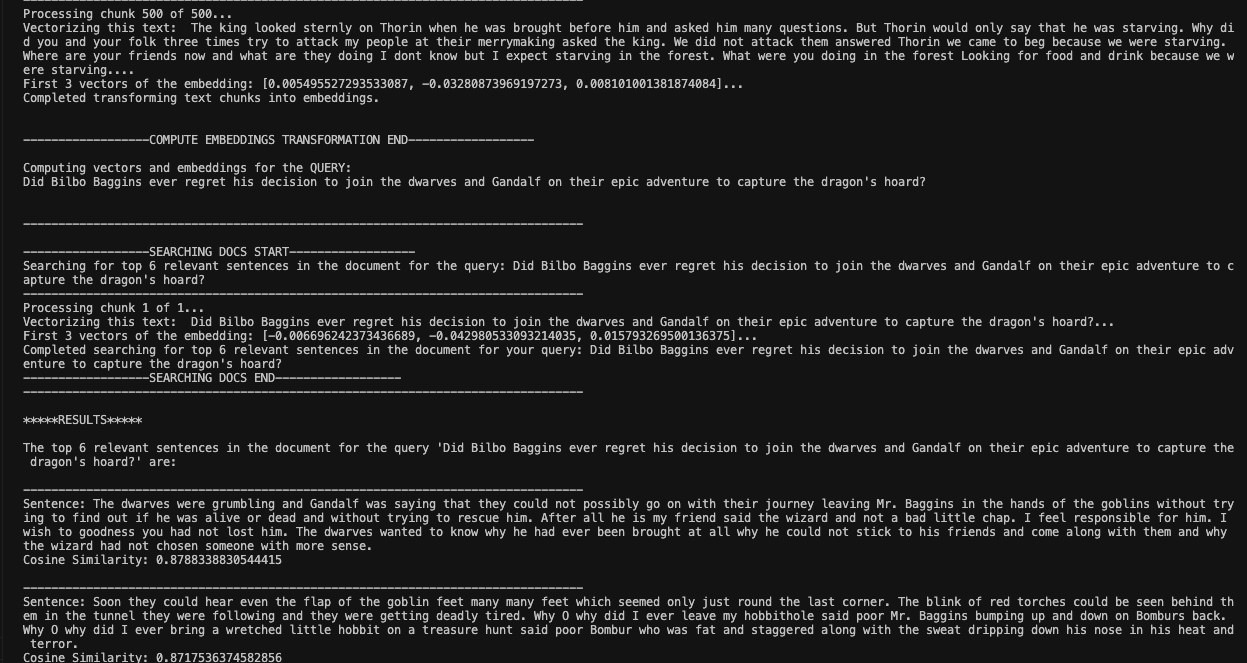 Processing chunk 500 of 500...
Vectorizing this text:  The king looked sternly on Thorin when he was brought before him and asked him many questions. But Thorin would only say that he was starving. Why di
d you and your folk three times try to attack my people at their merrymaking asked the king. We did not attack them answered Thorin we came to beg because we were starving.
Where are your friends now and what are they doing I dont know but I expect starving in the forest. What were you doing in the forest Looking for food and drink because we w
ere starving....
First 3 vectors of the embedding: [0.005495527293533087, -0.03280873969197273, 0.008101001381874084]...
Completed transforming text chunks into embeddings.
------------------COMPUTE EMBEDDINGS TRANSFORMATION END------------------
Computing vectors and embeddings for the QUERY:
Did Bilbo Baggins ever regret his decision to join the dwarves and Gandalf on their epic adventure to capture the dragon's hoard?
--------------------------------------------------------------------------------
------------------SEARCHING DOCS START------------------
Searching for top 6 relevant sentences in the document for the query: Did Bilbo Baggins ever regret his decision to join the dwarves and Gandalf on their epic adventure to c
apture the dragon's hoard?
--------------------------------------------------------------------------------
Processing chunk 1 of 1...
Vectorizing this text:  Did Bilbo Baggins ever regret his decision to join the dwarves and Gandalf on their epic adventure to capture the dragon's hoard?...
First 3 vectors of the embedding: [-0.006696242373436689, -0.042980533093214035, 0.015793269500136375]...
Completed searching for top 6 relevant sentences in the document for your query: Did Bilbo Baggins ever regret his decision to join the dwarves and Gandalf on their epic adv
enture to capture the dragon's hoard?
------------------SEARCHING DOCS END------------------
--------------------------------------------------------------------------------
*****RESULTS*****
The top 6 relevant sentences in the document for the query 'Did Bilbo Baggins ever regret his decision to join the dwarves and Gandalf on their epic adventure to capture the
 dragon's hoard?' are:
--------------------------------------------------------------------------------
Sentence: The dwarves were grumbling and Gandalf was saying that they could not possibly go on with their journey leaving Mr. Baggins in the hands of the goblins without try
ing to find out if he was alive or dead and without trying to rescue him. After all he is my friend said the wizard and not a bad little chap. I feel responsible for him. I
wish to goodness you had not lost him. The dwarves wanted to know why he had ever been brought at all why he could not stick to his friends and come along with them and why
the wizard had not chosen someone with more sense.
Cosine Similarity: 0.8788338830544415
--------------------------------------------------------------------------------
Sentence: Soon they could hear even the flap of the goblin feet many many feet which seemed only just round the last corner. The blink of red torches could be seen behind th
em in the tunnel they were following and they were getting deadly tired. Why O why did I ever leave my hobbithole said poor Mr. Baggins bumping up and down on Bomburs back.
Why O why did I ever bring a wretched little hobbit on a treasure hunt said poor Bombur who was fat and staggered along with the sweat dripping down his nose in his heat and
 terror.
Cosine Similarity: 0.8717536374582856